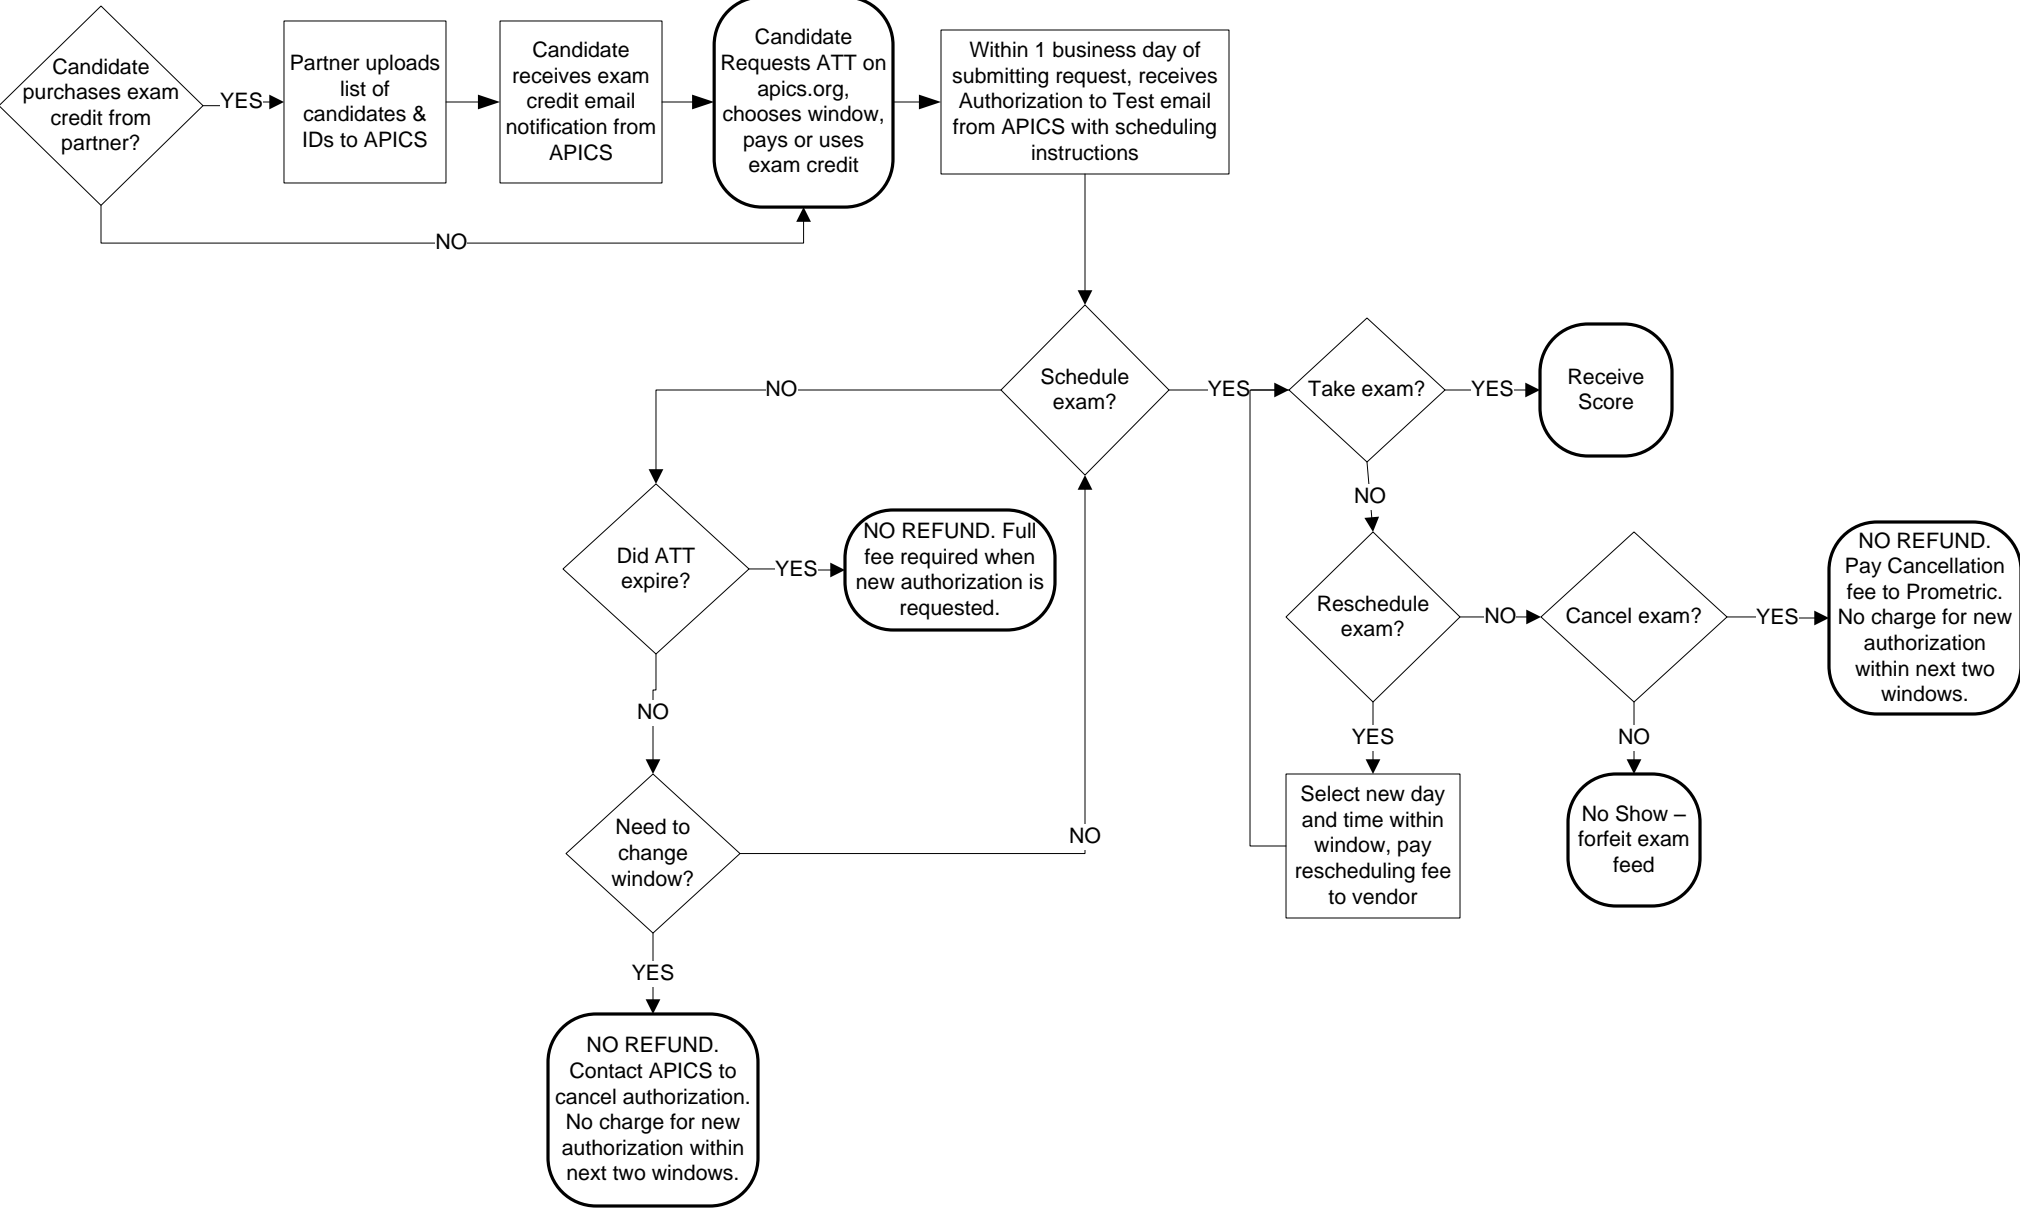 Candidate
purchases exam
credit from
partner?
YES
Partner uploads
list of
candidates &
IDs to APICS
Candidate
receives exam
credit email
notification from
APICS
Candidate
Requests ATT on
apics.org,
chooses window,
pays or uses
exam credit
Within 1 business day of
submitting request, receives
Authorization to Test email
from APICS with scheduling
instructions
NO
Schedule
exam?
NO
YES
Take exam?
YES
Receive
Score
NO
Did ATT
expire?
YES
NO REFUND. Full
fee required when
new authorization is
requested.
Reschedule
exam?
NO
Cancel exam?
YES
NO REFUND.
Pay Cancellation
fee to Prometric.
No charge for new
authorization
within next two
windows.
NO
YES
NO
Need to
change
window?
NO
Select new day
and time within
window, pay
rescheduling fee
to vendor
No Show –
forfeit exam
feed
YES
NO REFUND.
Contact APICS to
cancel authorization.
No charge for new
authorization within
next two windows.